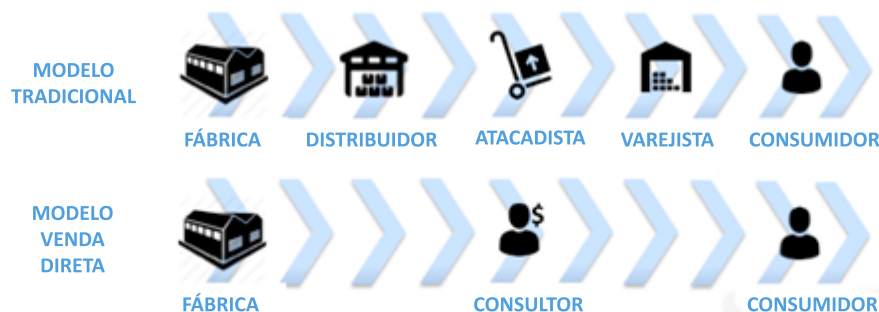 MODELO
TRADICIONAL
FÁBRICA
DISTRIBUIDOR
ATACADISTA
VAREJISTA
CONSUMIDOR
MODELO
VENDA
DIRETA
$
FÁBRICA
CONSULTOR
CONSUMIDOR